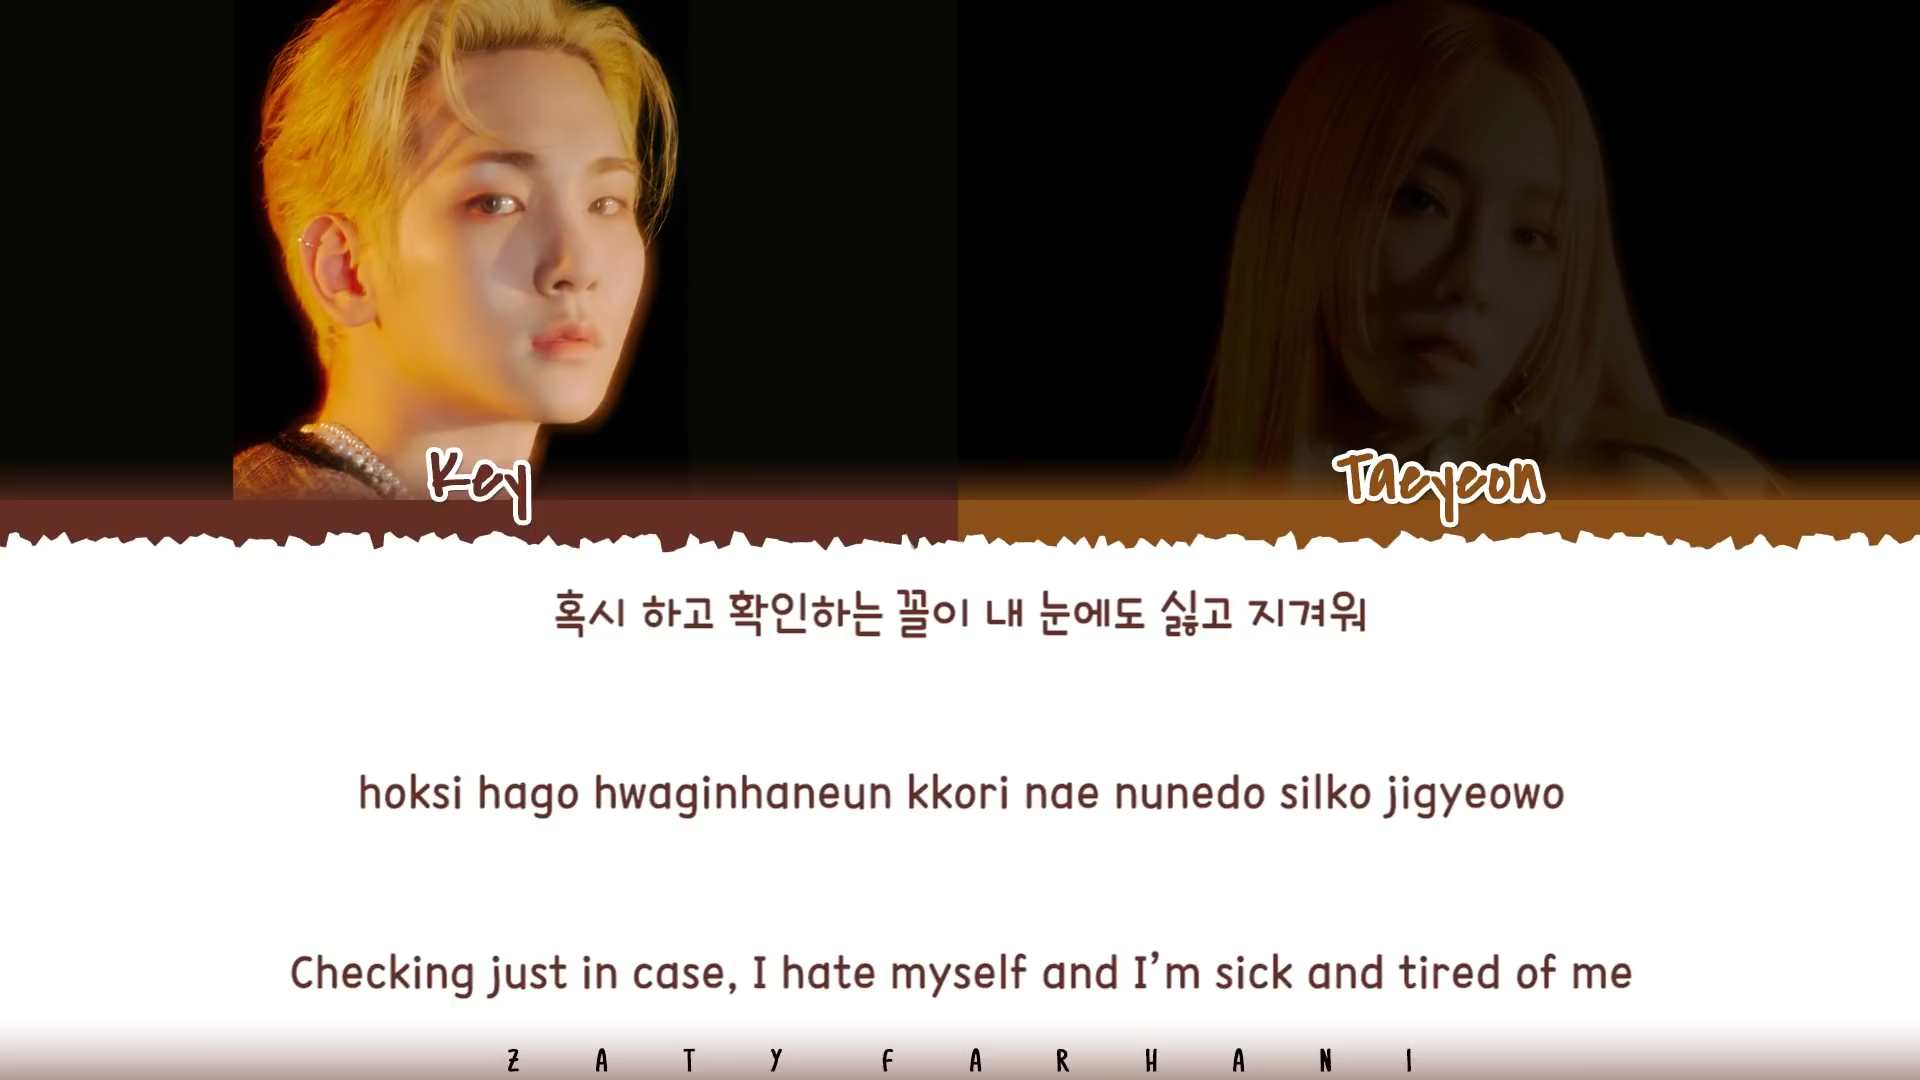 Key
Taeyeon
혹시 하고 확인하는 꼴이 내 눈에도 싫고 지겨워
hoksi hago hwaginhaneun kkori nae nunedo silko jigyeowo
Checking just in case, I hate myself and I’m sick and tired of me
ZATY FARHANI